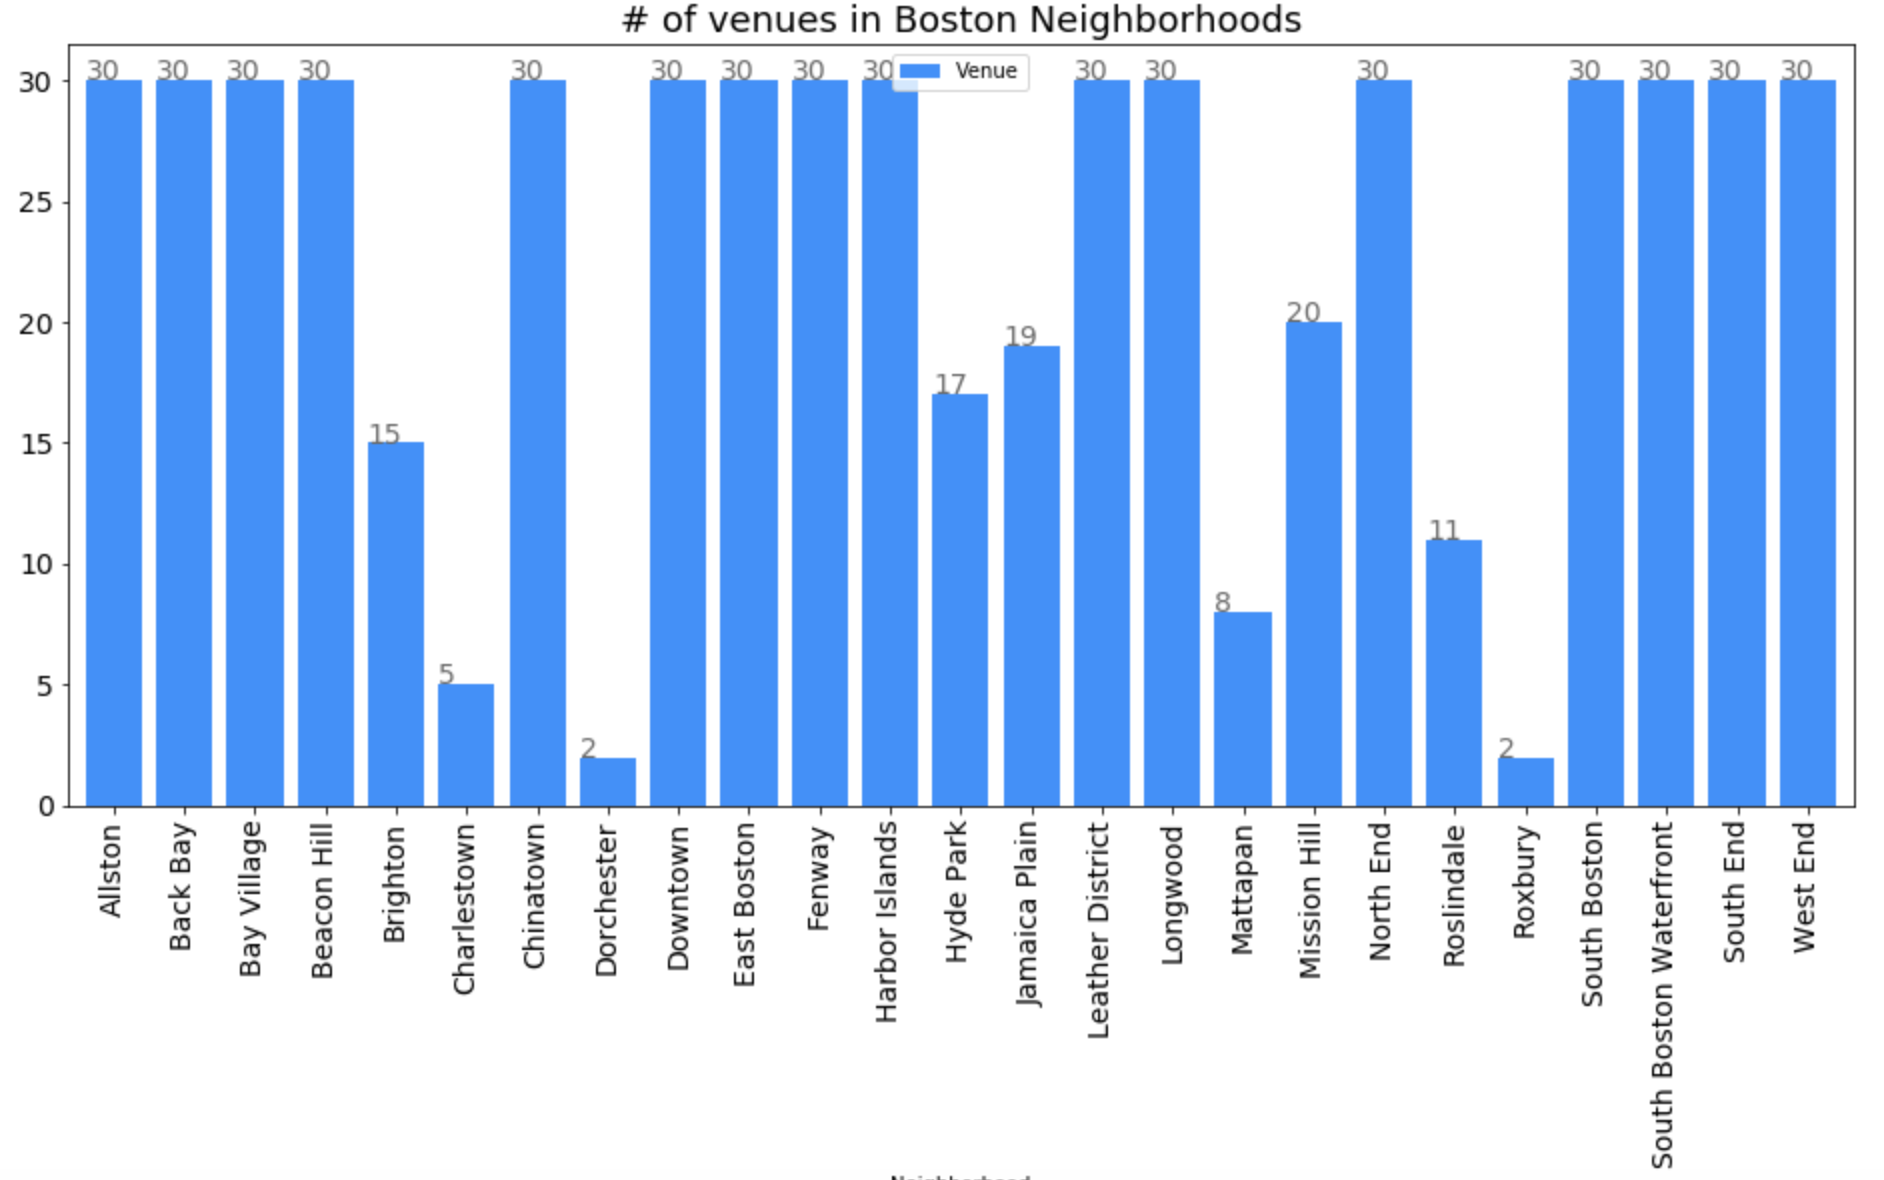 # of venues in Boston Neighborhoods
Venue
30 30 30 30 15 5 30 2 30 30 30 30 17 19 30 30 8 20 30 11 2 30 30 30 30
30
25
20
15
10
5
0
Allston
Back Bay
Bay Village
Beacon Hill
Brighton
Charlestown
Chinatown
Dorchester
Downtown
East Boston
Fenway
Harbor Islands
Hyde Park
Jamaica Plain
Leather District
Longwood
Mattapan
Mission Hill
North End
Roslindale
Roxbury
South Boston
South Boston Waterfront
South End
West End